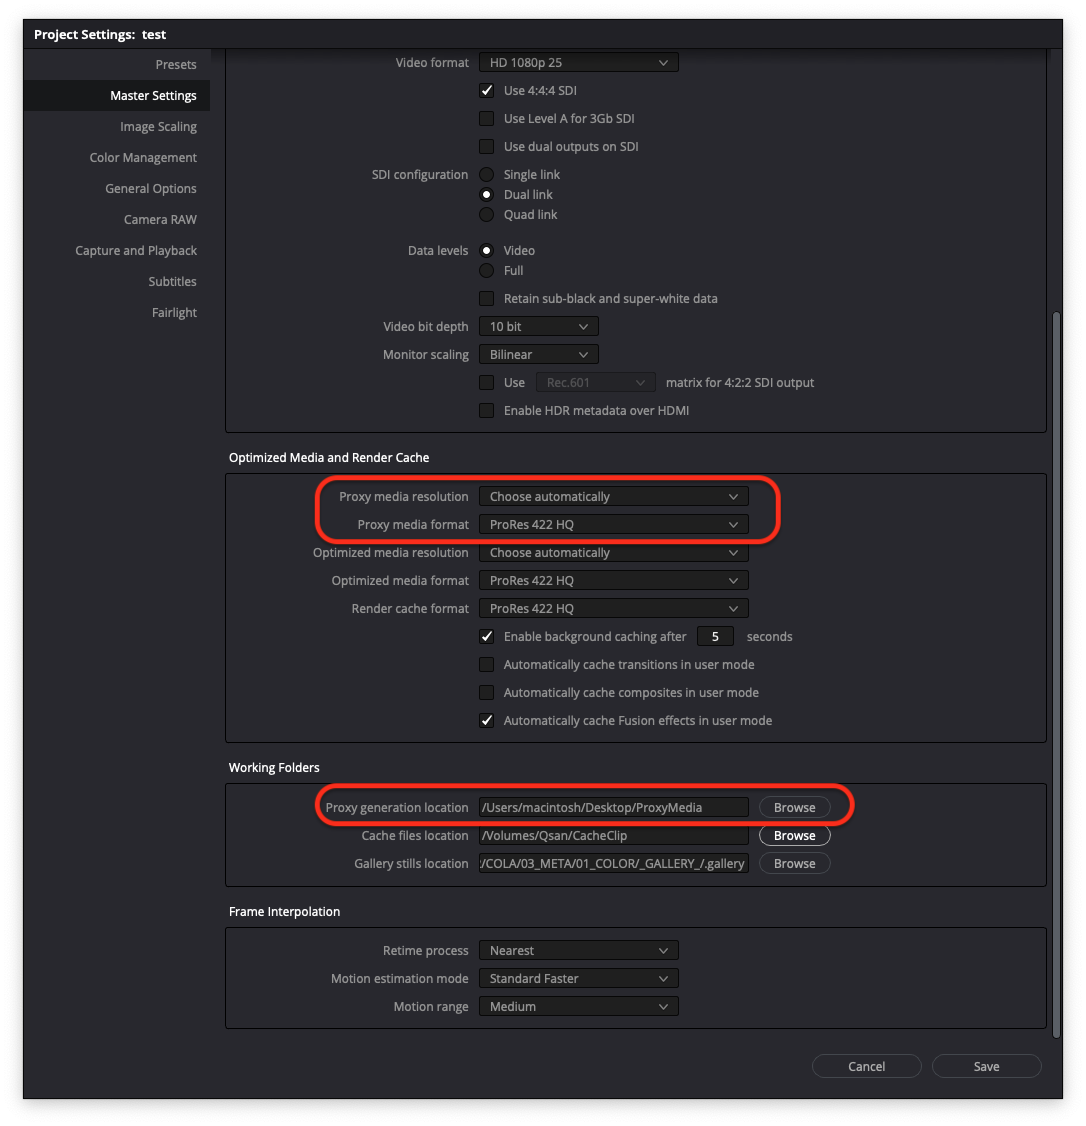 Project Settings: test
Presets
Master Settings
Image Scaling
Color Management
General Options
Camera RAW
Capture and Playback
Subtitles
Fairlight
Video format HD 1080p 25
Use 4:4:4 SDI
Use Level A for 3Gb SDI
Use dual outputs on SDI
SDI configuration Single link
Dual link
Quad link
Data levels Video
Full
Retain sub-black and super-white data
Video bit depth 10 bit
Monitor scaling Bilinear
Use Rec.601 matrix for 4:2:2 SDI output
Enable HDR metadata over HDMI
Optimized Media and Render Cache
Proxy media resolution Choose automatically
Proxy media format ProRes 422 HQ
Optimized media resolution Choose automatically
Optimized media format ProRes 422 HQ
Render cache format ProRes 422 HQ
Enable background caching after 5 seconds
Automatically cache transitions in user mode
Automatically cache composites in user mode
Automatically cache Fusion effects in user mode
Working Folders
Proxy generation location /Users/macintosh/Desktop/ProxyMedia Browse
Cache files location /Volumes/Qsan/CacheClip Browse
Gallery stills location :/COLA/03_META/01_COLOR/_GALLERY_/.gallery Browse
Frame Interpolation
Retime process Nearest
Motion estimation mode Standard Faster
Motion range Medium
Cancel Save